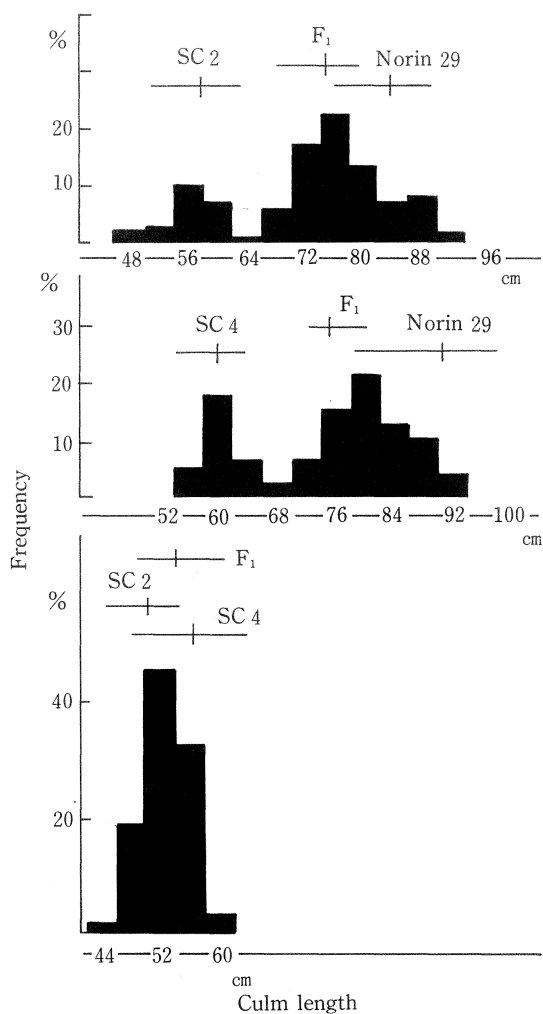 %
SC 2
F₁
Norin 29
20
10
48 56 64 72 80 88 96
cm
%
SC 4
F₁
Norin 29
30
20
10
52 60 68 76 84 92 100
cm
Frequency
F₁
SC 2
%
SC 4
40
20
44 52 60
cm
Culm length